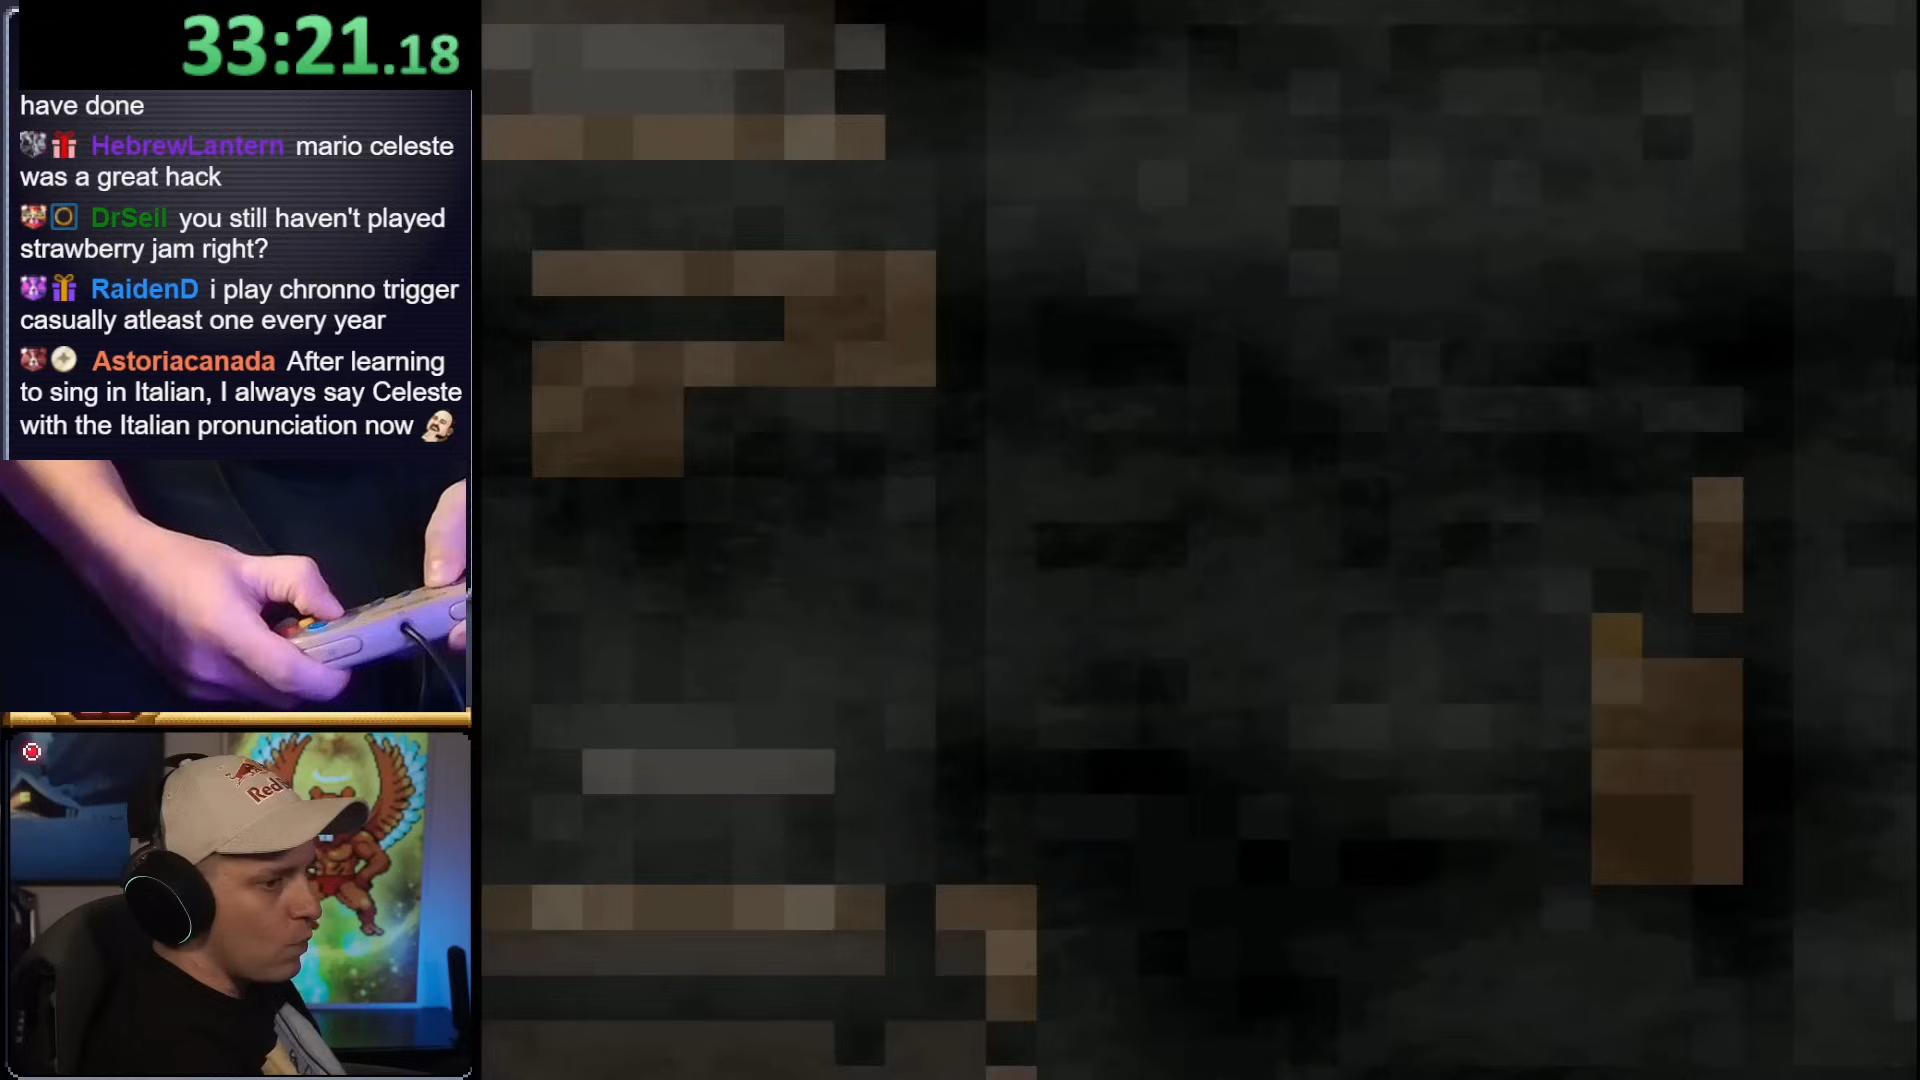 33:21.18
have done
HebrewLantern mario celeste
was a great hack
DrSeil you still haven't played
strawberry jam right?
RaidenD i play chronno trigger
casually atleast one every year
Astoriacanada After learning
to sing in Italian, I always say Celeste
with the Italian pronunciation now
Red